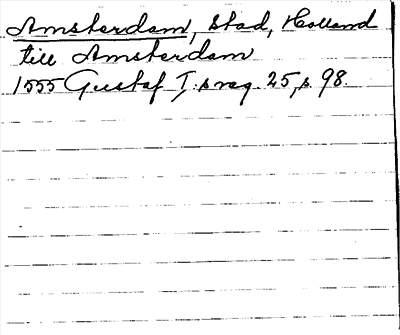 Amsterdam, Stad, Holland
till Amsterdam
1555 Gustaf I:s reg. 25, s. 98.